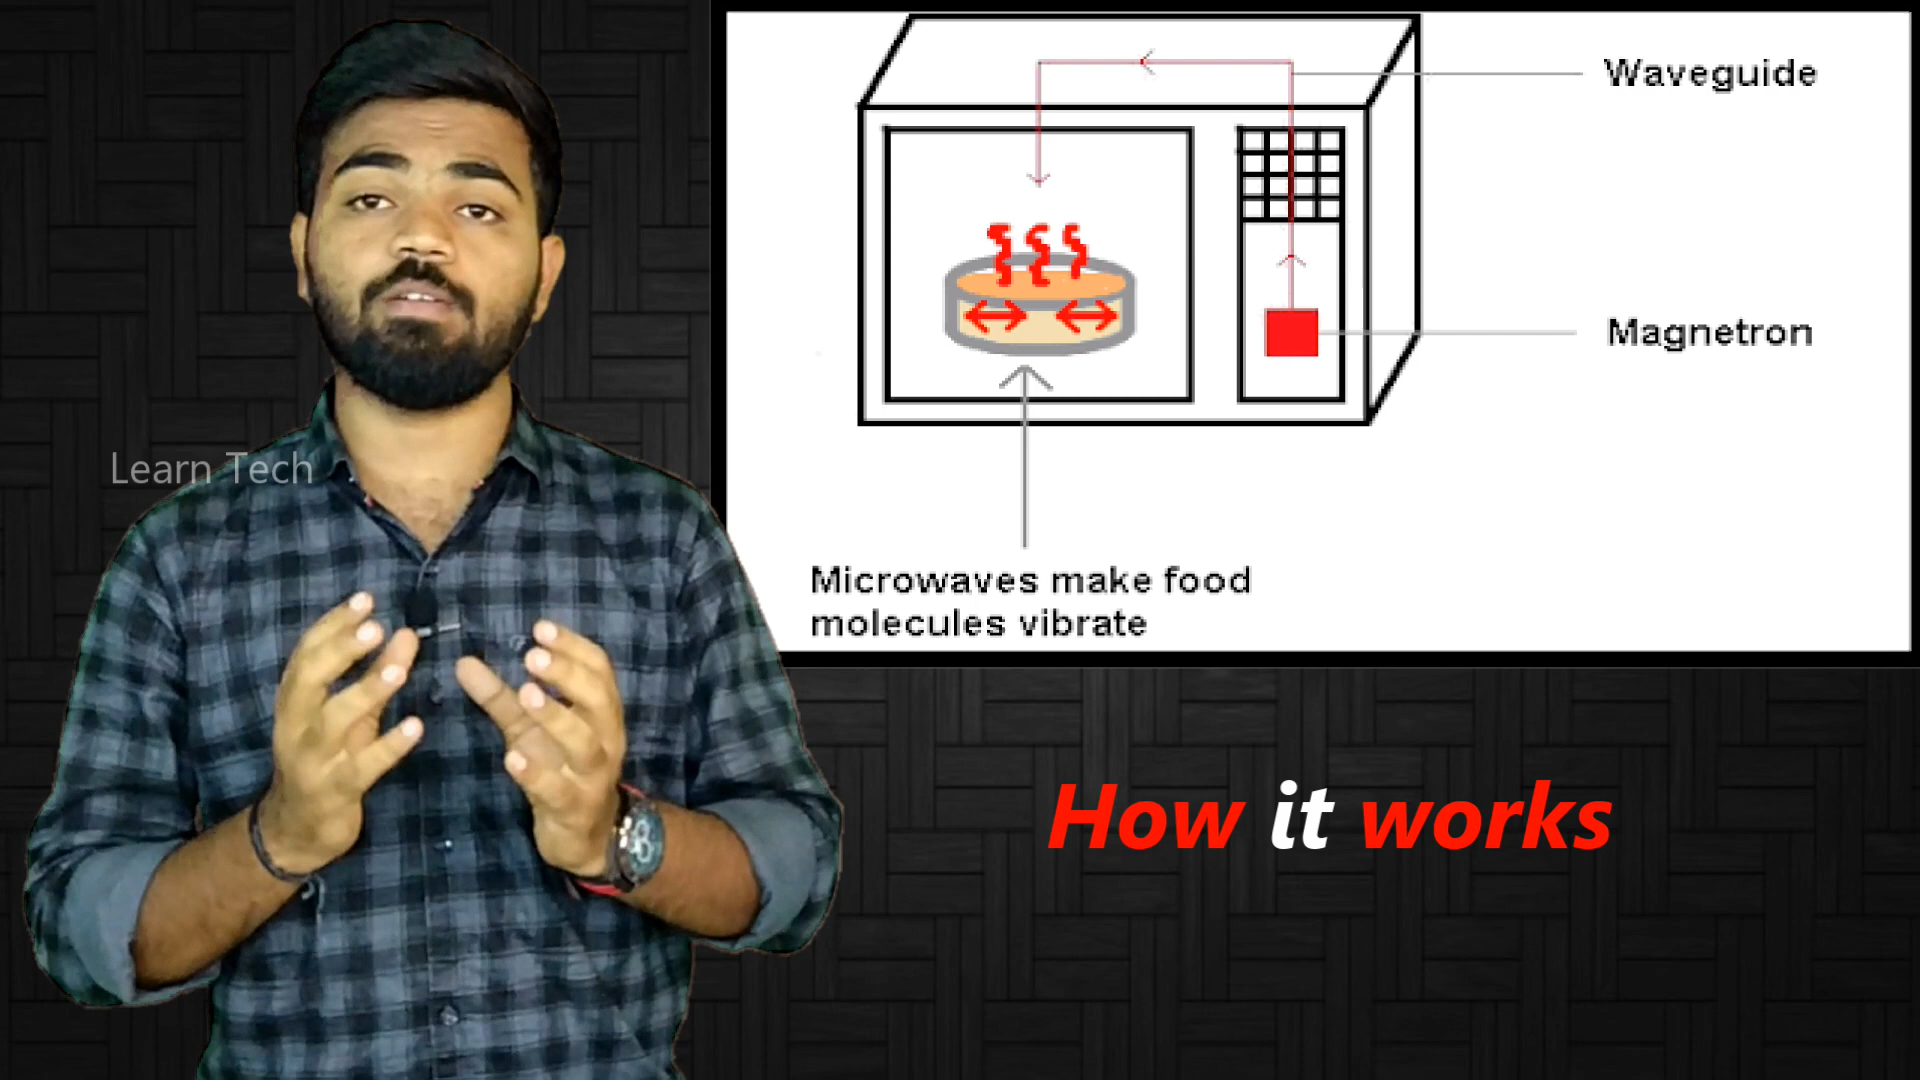 Waveguide
Magnetron
Learn Tech
Microwaves make food
molecules vibrate
How it works